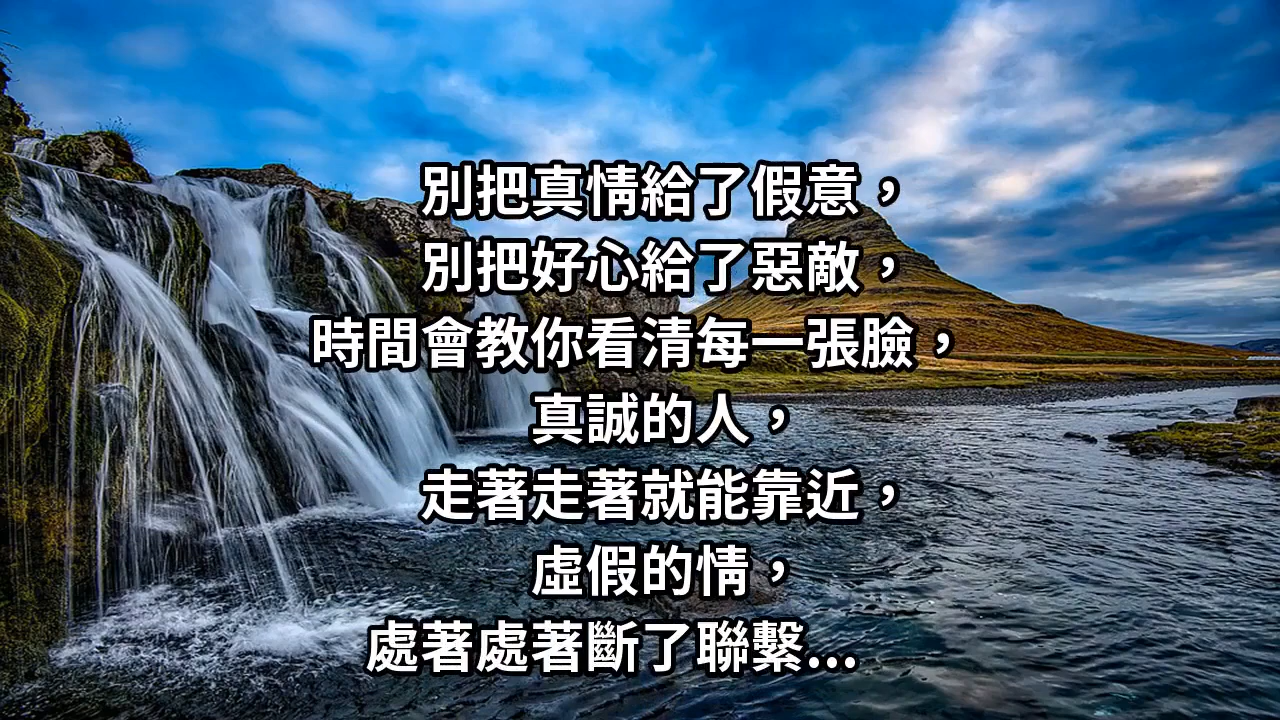 別把真情給了假意，
別把好心給了惡敵，
時間會教你看清每一張臉，
真誠的人，
走著走著就能靠近，
虛假的情，
處著處著斷了聯繫...